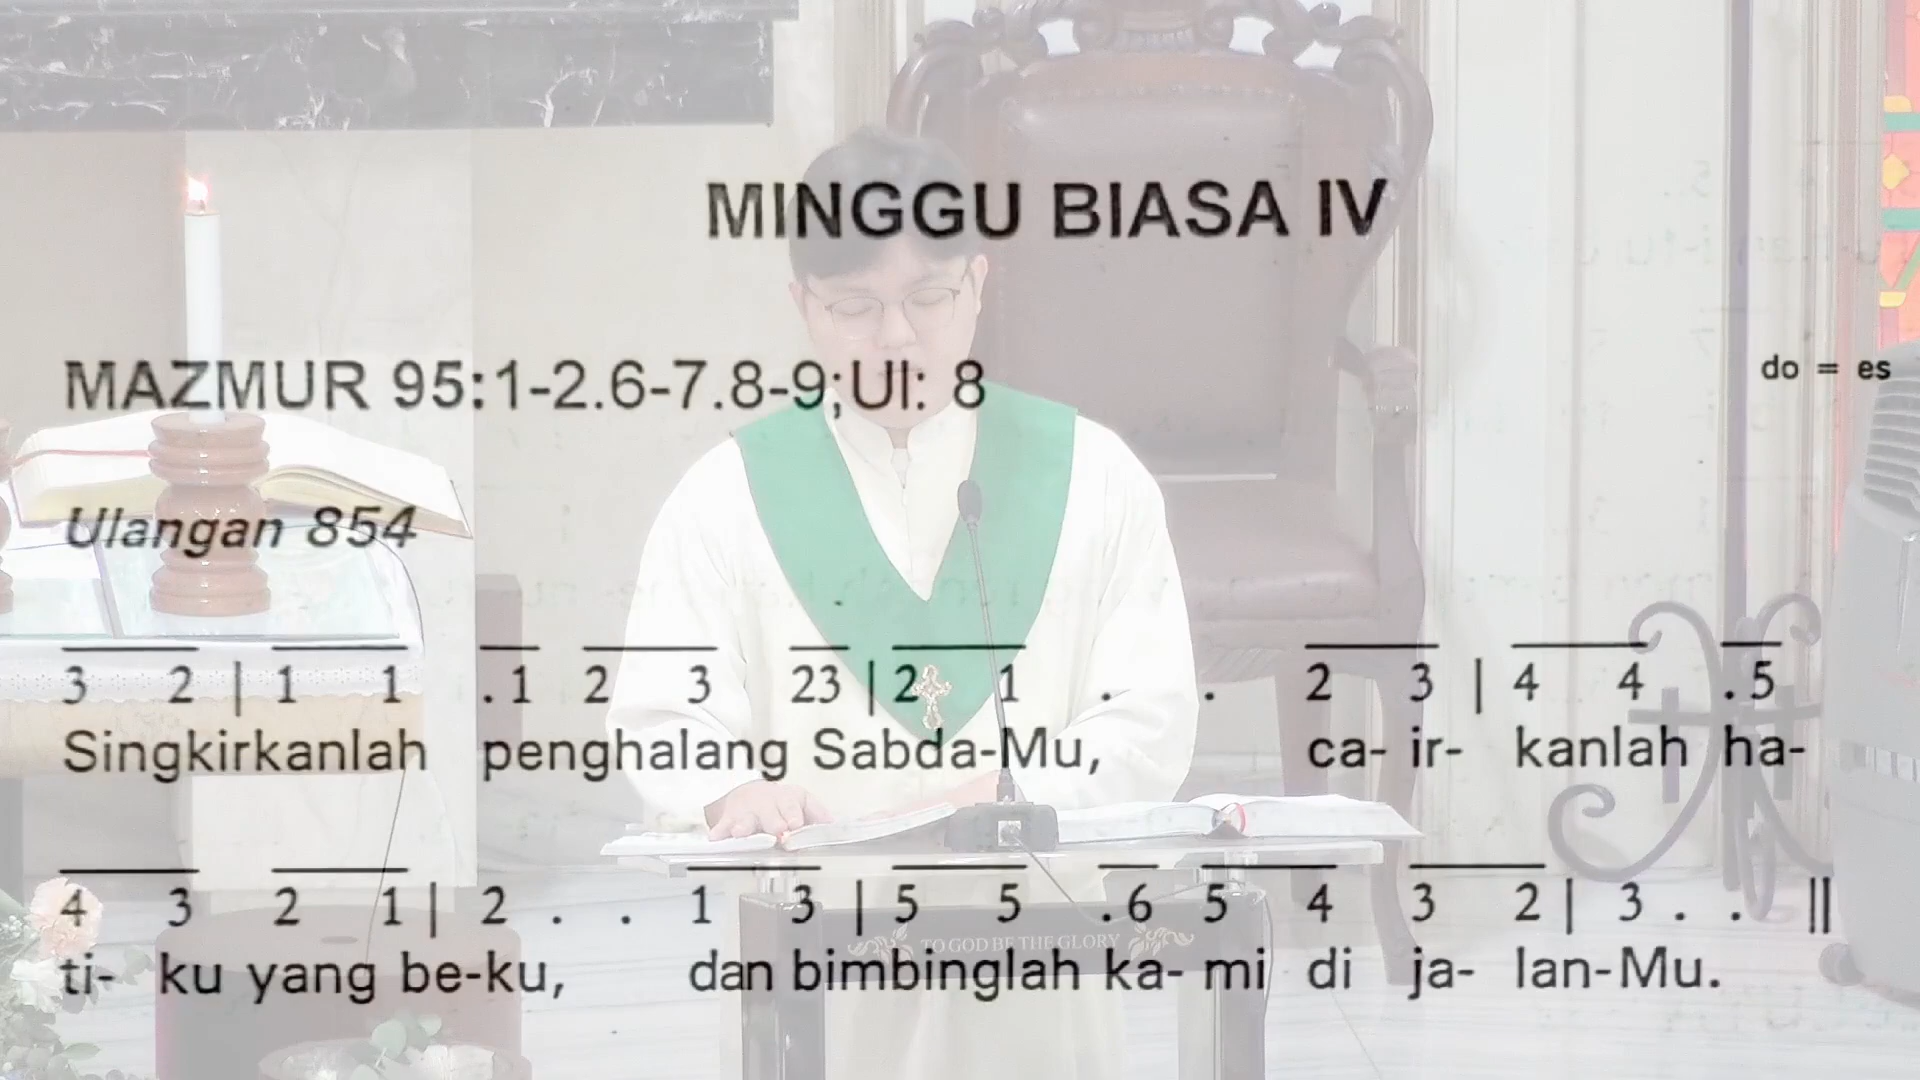 MINGGU BIASA IV
MAZMUR 95:1-2.6-7.8-9;Ul: 8
do = es
Ulangan 854
3 2 | 1 1 .1 2 3 23 | 2 1 . . 2 3 | 4 4 .5
Singkirkanlah penghalang Sabda-Mu, ca- ir- kanlah ha-
4 3 2 1 | 2 . . 1 3 | 5 5 .6 5 4 3 2 | 3 . . ||
ti- ku yang be-ku, dan bimbinglah ka- mi di ja- lan-Mu.
TO GOD BE THE GLORY